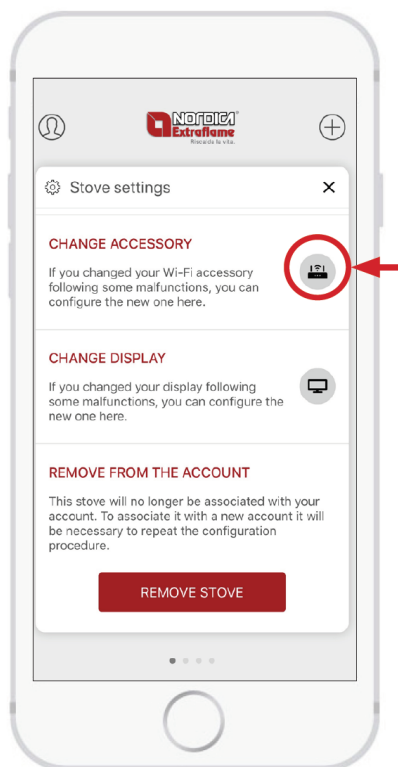 NORDICA
Extraflame
Riscalda la vita.
Stove settings
CHANGE ACCESSORY
If you changed your Wi-Fi accessory
following some malfunctions, you can
configure the new one here.
CHANGE DISPLAY
If you changed your display following
some malfunctions, you can configure the
new one here.
REMOVE FROM THE ACCOUNT
This stove will no longer be associated with your
account. To associate it with a new account it will
be necessary to repeat the configuration
procedure.
REMOVE STOVE